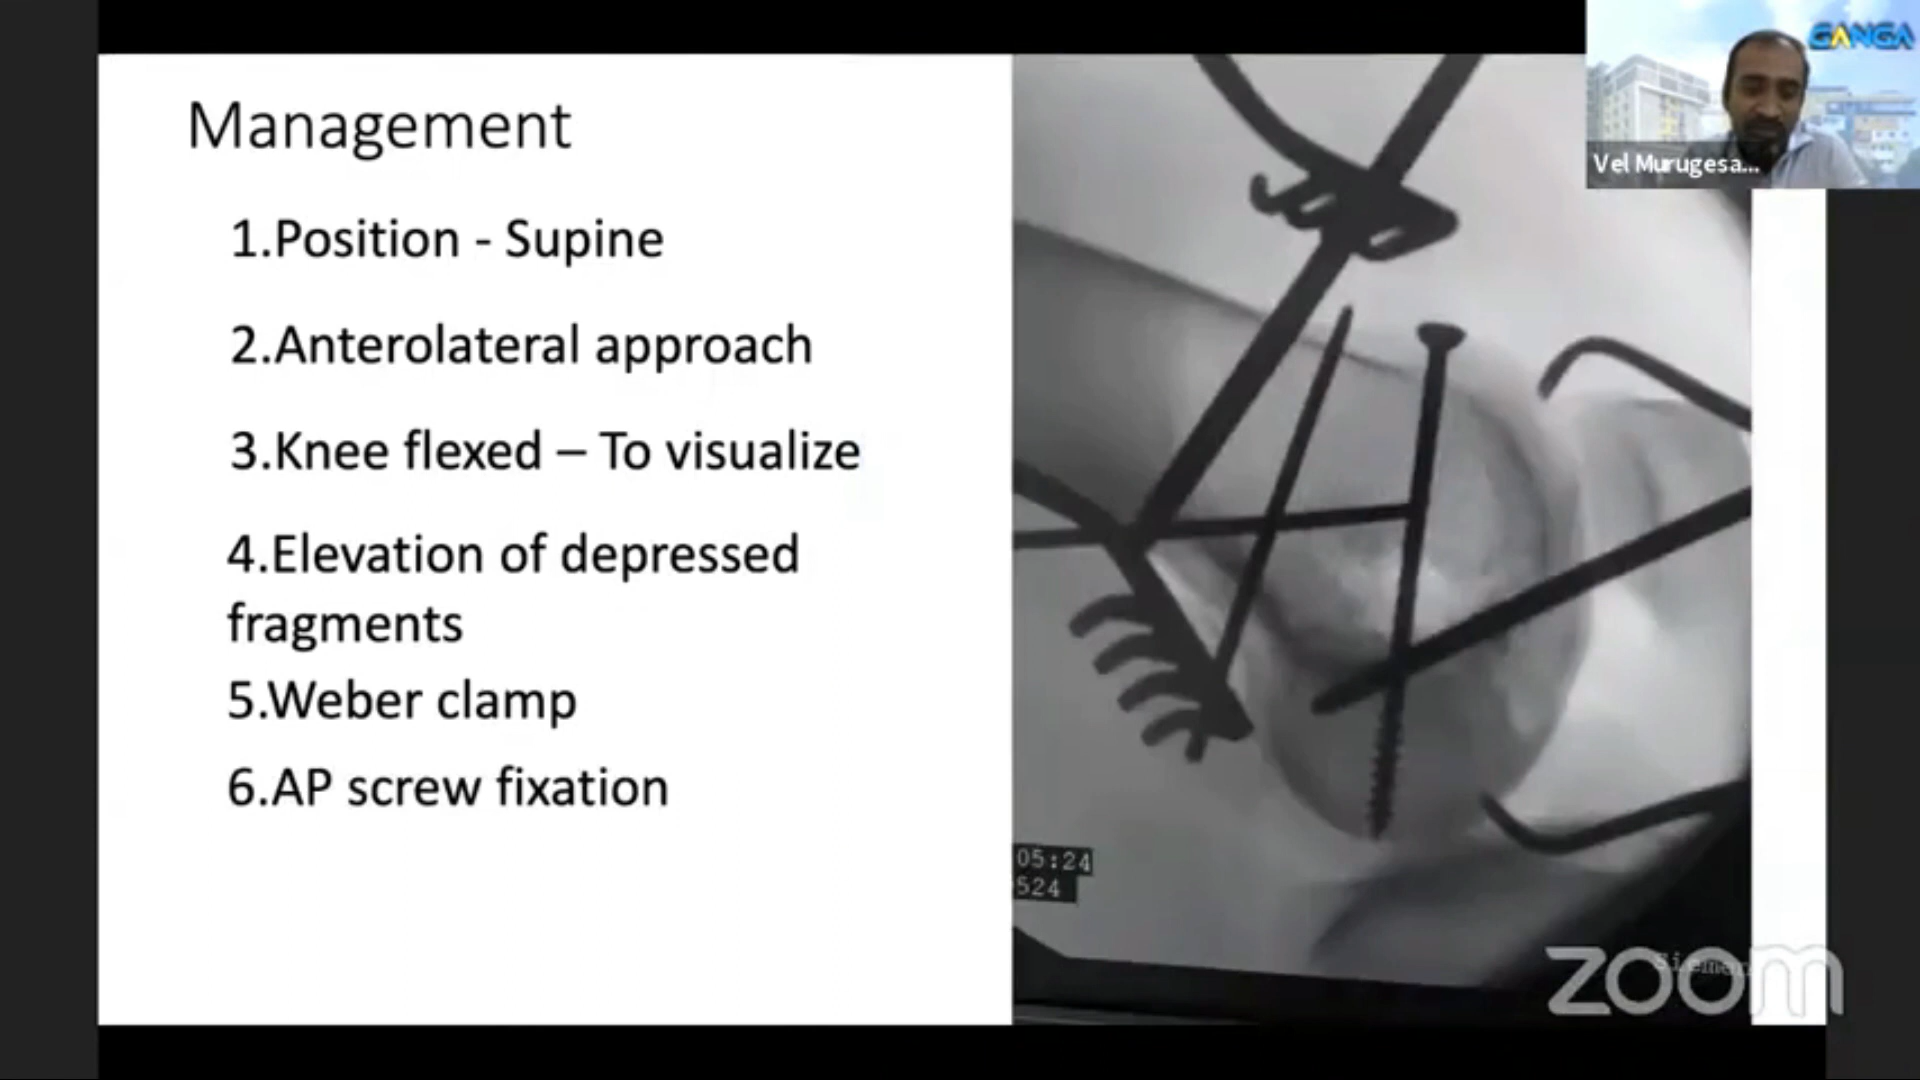 GANGA
Vel Murugesa...
Management
1.Position - Supine
2.Anterolateral approach
3.Knee flexed – To visualize
4.Elevation of depressed
fragments
5.Weber clamp
6.AP screw fixation
05:24
524
zoom